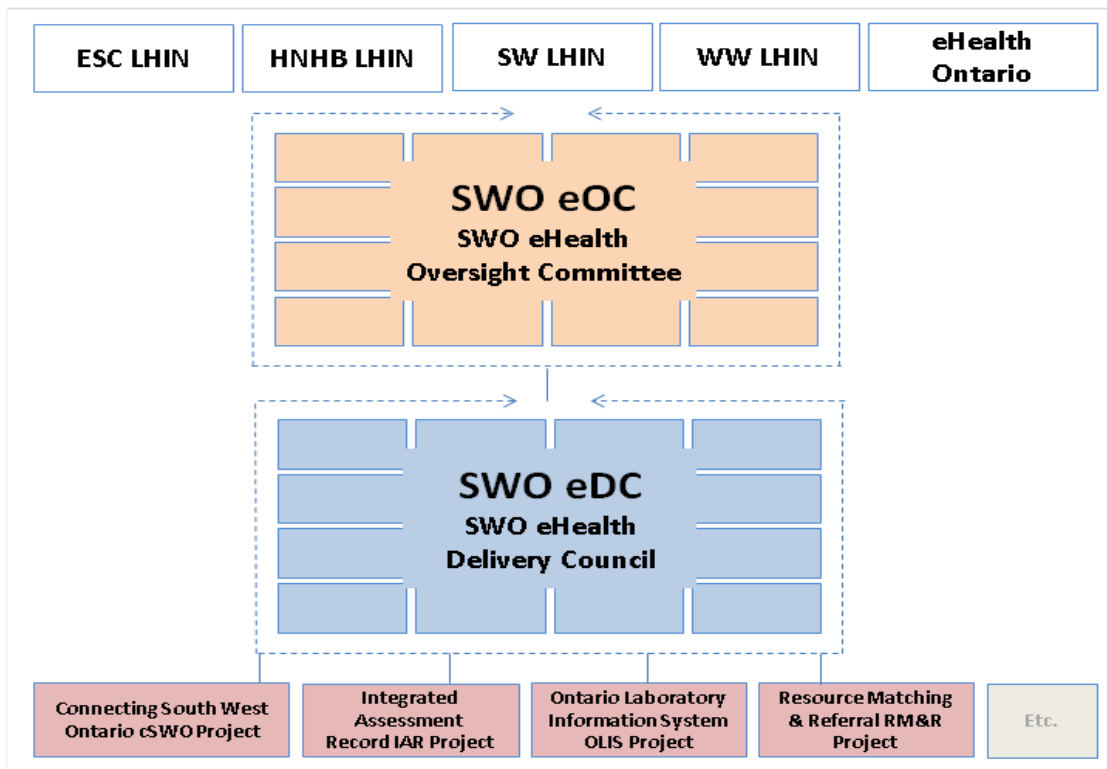 ESC LHIN
HNHB LHIN
SW LHIN
WW LHIN
eHealth
Ontario
SWO eOC
SWO eHealth
Oversight Committee
SWO eDC
SWO eHealth
Delivery Council
Connecting South West
Ontario cSWO Project
Integrated
Assessment
Record IAR Project
Ontario Laboratory
Information System
OLIS Project
Resource Matching
& Referral RM&R
Project
Etc.